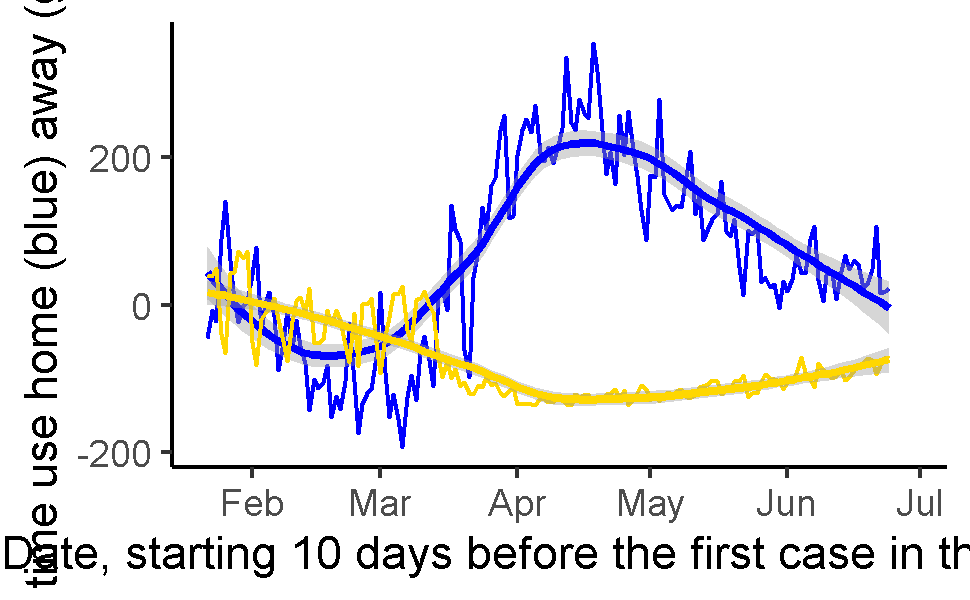 time use home (blue) away (
200
0
-200
Feb Mar Apr May Jun Jul
Date, starting 10 days before the first case in th